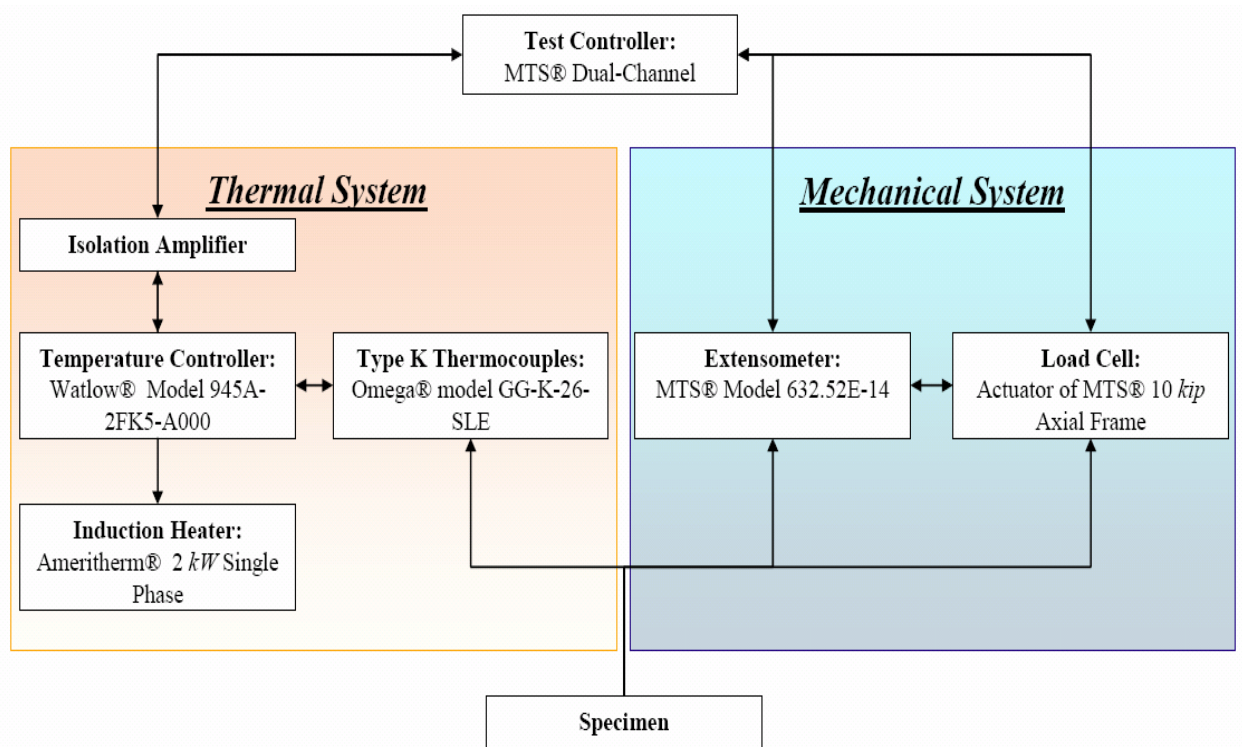 Test Controller:
MTS® Dual-Channel
Thermal System
Mechanical System
Isolation Amplifier
Temperature Controller:
Watlow® Model 945A-
2FK5-A000
Type K Thermocouples:
Omega® model GG-K-26-
SLE
Extensometer:
MTS® Model 632.52E-14
Load Cell:
Actuator of MTS® 10 kip
Axial Frame
Induction Heater:
Ameritherm® 2 kW Single
Phase
Specimen